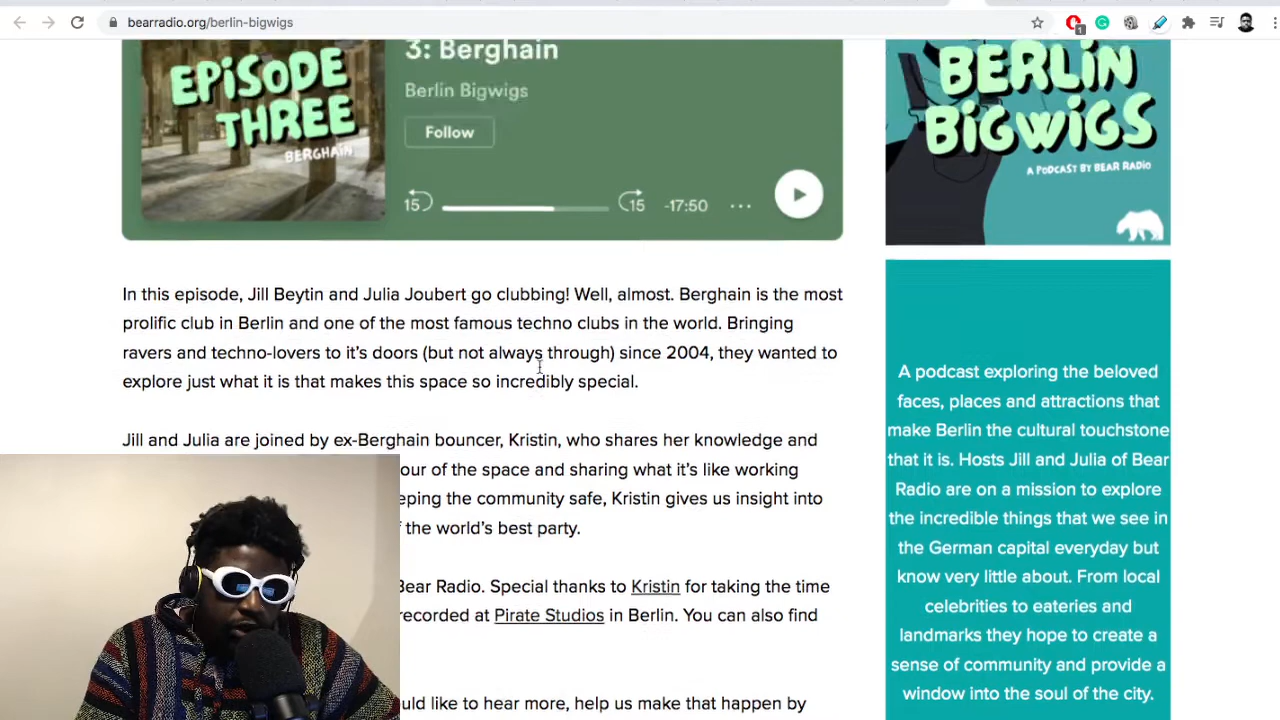 bearradio.org/berlin-bigwigs
1
EPISODE
THREE
BERGHAIN
3: Berghain
Berlin Bigwigs
Follow
15
15
-17:50
BERLIN
BIGWIGS
A PODCAST BY BEAR RADIO
In this episode, Jill Beytin and Julia Joubert go clubbing! Well, almost. Berghain is the most
prolific club in Berlin and one of the most famous techno clubs in the world. Bringing
ravers and techno-lovers to it's doors (but not always through) since 2004, they wanted to
explore just what it is that makes this space so incredibly special.
Jill and Julia are joined by ex-Berghain bouncer, Kristin, who shares her knowledge and
our of the space and sharing what it's like working
eping the community safe, Kristin gives us insight into
f the world's best party.
Bear Radio. Special thanks to Kristin for taking the time
recorded at Pirate Studios in Berlin. You can also find
uld like to hear more, help us make that happen by
A podcast exploring the beloved
faces, places and attractions that
make Berlin the cultural touchstone
that it is. Hosts Jill and Julia of Bear
Radio are on a mission to explore
the incredible things that we see in
the German capital everyday but
know very little about. From local
celebrities to eateries and
landmarks they hope to create a
sense of community and provide a
window into the soul of the city.